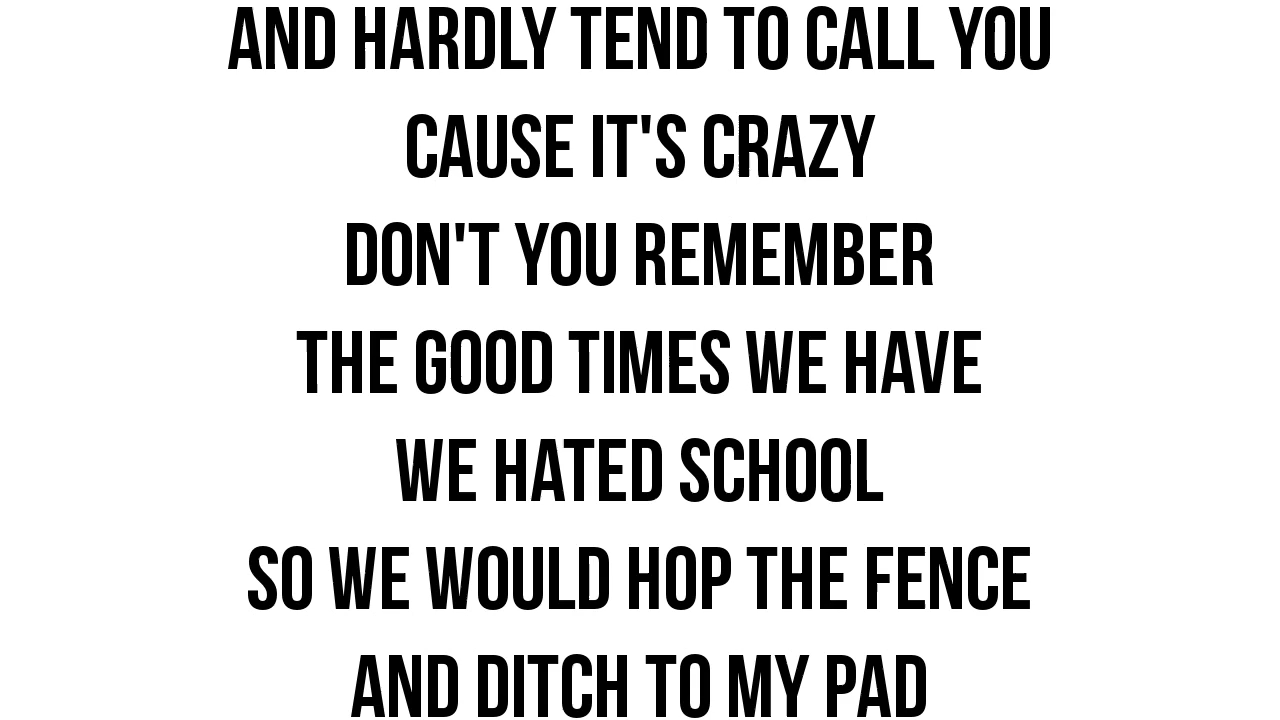 AND HARDLY TEND TO CALL YOU
CAUSE IT'S CRAZY
DON'T YOU REMEMBER
THE GOOD TIMES WE HAVE
WE HATED SCHOOL
SO WE WOULD HOP THE FENCE
AND DITCH TO MY PAD